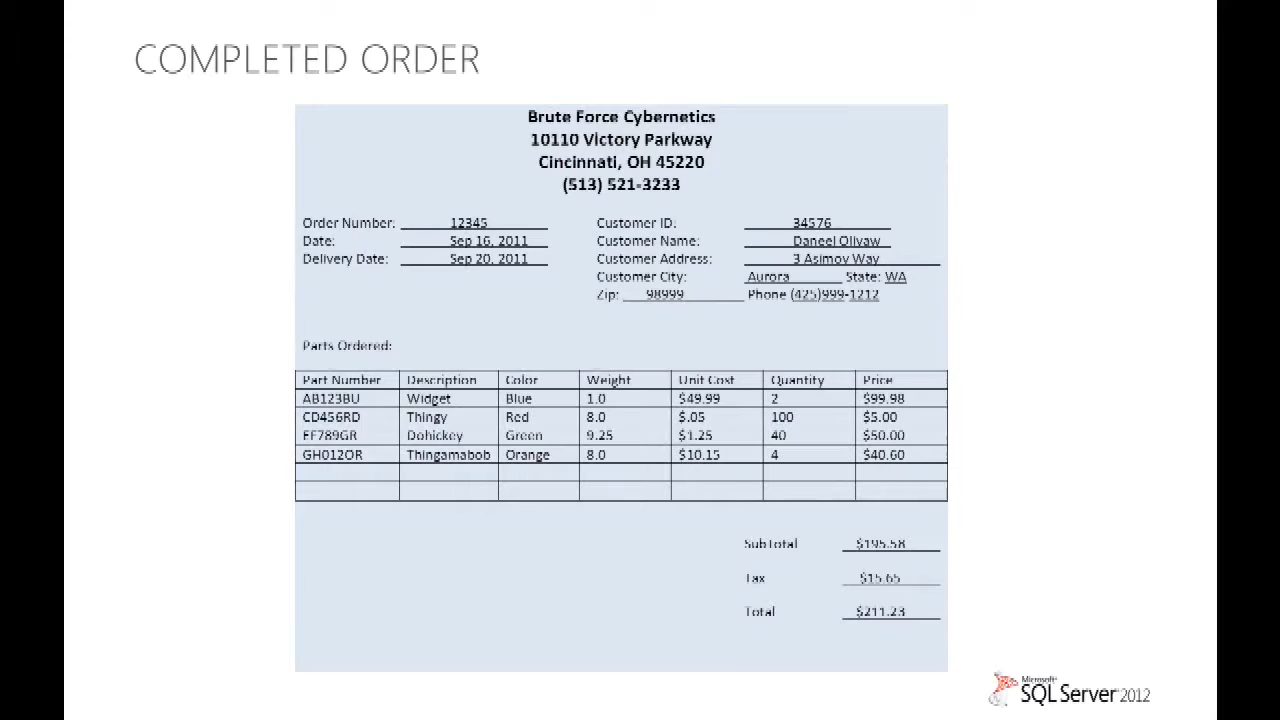 COMPLETED ORDER
Brute Force Cybernetics
10110 Victory Parkway
Cincinnati, OH 45220
(513) 521-3233
Order Number: 12345 Customer ID: 34576
Date: Sep 16, 2011 Customer Name: Daneel Olivaw
Delivery Date: Sep 20, 2011 Customer Address: 3 Asimov Way
Customer City: Aurora State: WA
Zip: 98999 Phone (425)999-1212
Parts Ordered:
Part Number Description Color Weight Unit Cost Quantity Price
AB123BU Widget Blue 1.0 $49.99 2 $99.98
CD456RD Thingy Red 8.0 $.05 100 $5.00
EF789GR Dohickey Green 9.25 $1.25 40 $50.00
GH012OR Thingamabob Orange 8.0 $10.15 4 $40.60
SubTotal $195.58
Tax $15.65
Total $211.23
Microsoft
SQL Server 2012